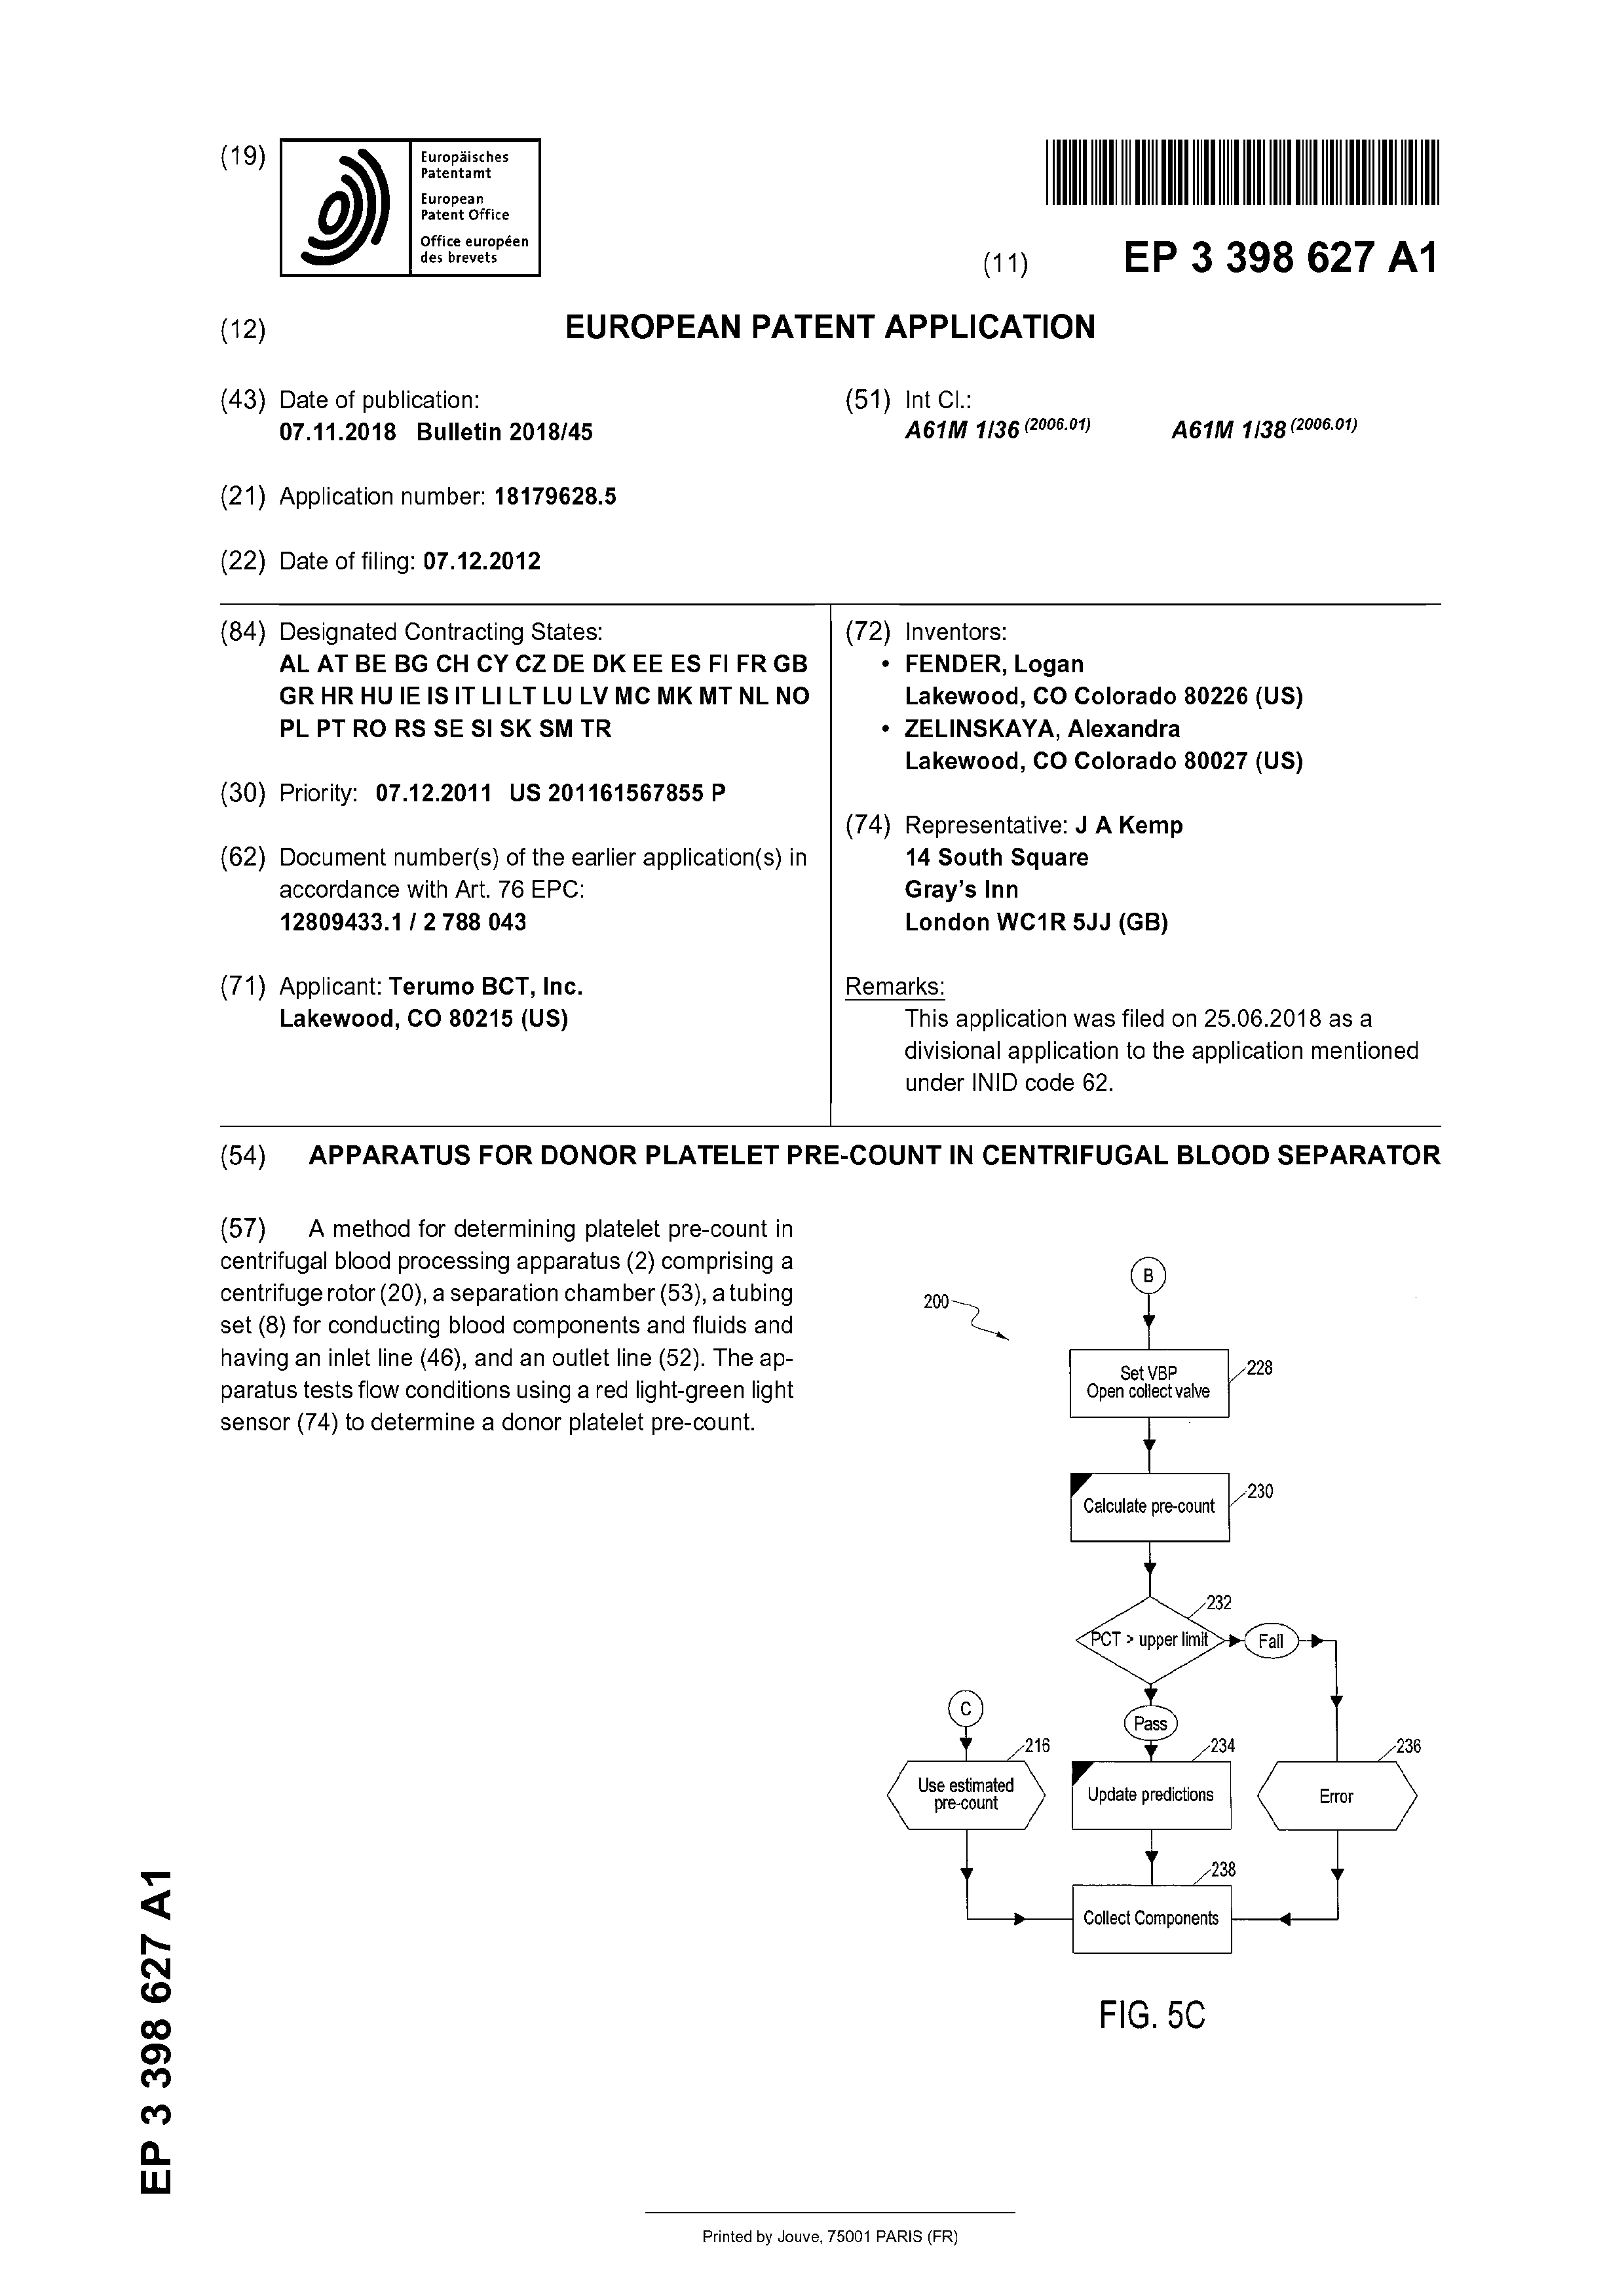 (19)
Europäisches
Patentamt
European
Patent Office
Office européen
des brevets
(11) EP 3 398 627 A1
(12) EUROPEAN PATENT APPLICATION
(43) Date of publication:
07.11.2018 Bulletin 2018/45
(21) Application number: 18179628.5
(22) Date of filing: 07.12.2012
(51) Int Cl.:
A61M 1/36 (2006.01) A61M 1/38 (2006.01)
(84) Designated Contracting States:
AL AT BE BG CH CY CZ DE DK EE ES FI FR GB
GR HR HU IE IS IT LI LT LU LV MC MK MT NL NO
PL PT RO RS SE SI SK SM TR
(30) Priority: 07.12.2011 US 201161567855 P
(62) Document number(s) of the earlier application(s) in
accordance with Art. 76 EPC:
12809433.1 / 2 788 043
(71) Applicant: Terumo BCT, Inc.
Lakewood, CO 80215 (US)
(72) Inventors:
• FENDER, Logan
Lakewood, CO Colorado 80226 (US)
• ZELINSKAYA, Alexandra
Lakewood, CO Colorado 80027 (US)
(74) Representative: J A Kemp
14 South Square
Gray's Inn
London WC1R 5JJ (GB)
Remarks:
This application was filed on 25.06.2018 as a
divisional application to the application mentioned
under INID code 62.
(54) APPARATUS FOR DONOR PLATELET PRE-COUNT IN CENTRIFUGAL BLOOD SEPARATOR
(57) A method for determining platelet pre-count in
centrifugal blood processing apparatus (2) comprising a
centrifuge rotor (20), a separation chamber (53), a tubing
set (8) for conducting blood components and fluids and
having an inlet line (46), and an outlet line (52). The ap-
paratus tests flow conditions using a red light-green light
sensor (74) to determine a donor platelet pre-count.
B
200
Set VBP
Open collect valve
228
Calculate pre-count
230
232
PCT > upper limit
Fail
C
Pass
216
234
236
Use estimated
pre-count
Update predictions
Error
238
Collect Components
FIG. 5C
EP 3 398 627 A1
Printed by Jouve, 75001 PARIS (FR)